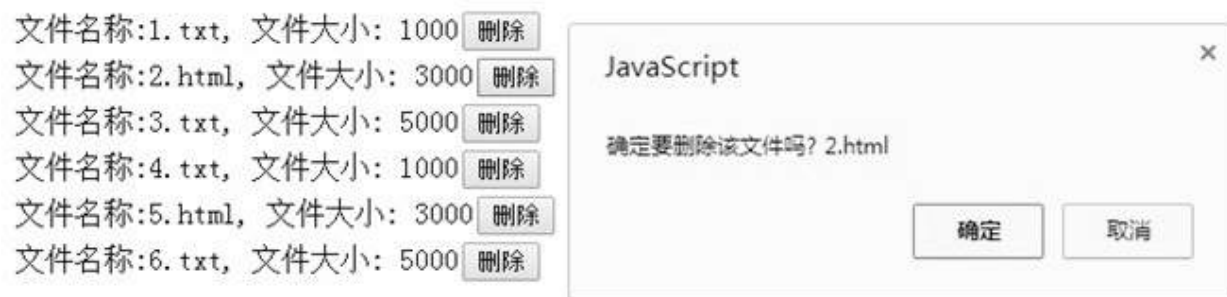 文件名称:1.txt, 文件大小: 1000 删除
文件名称:2.html, 文件大小: 3000 删除
文件名称:3.txt, 文件大小: 5000 删除
文件名称:4.txt, 文件大小: 1000 删除
文件名称:5.html, 文件大小: 3000 删除
文件名称:6.txt, 文件大小: 5000 删除
JavaScript ×
确定要删除该文件吗? 2.html
确定 取消